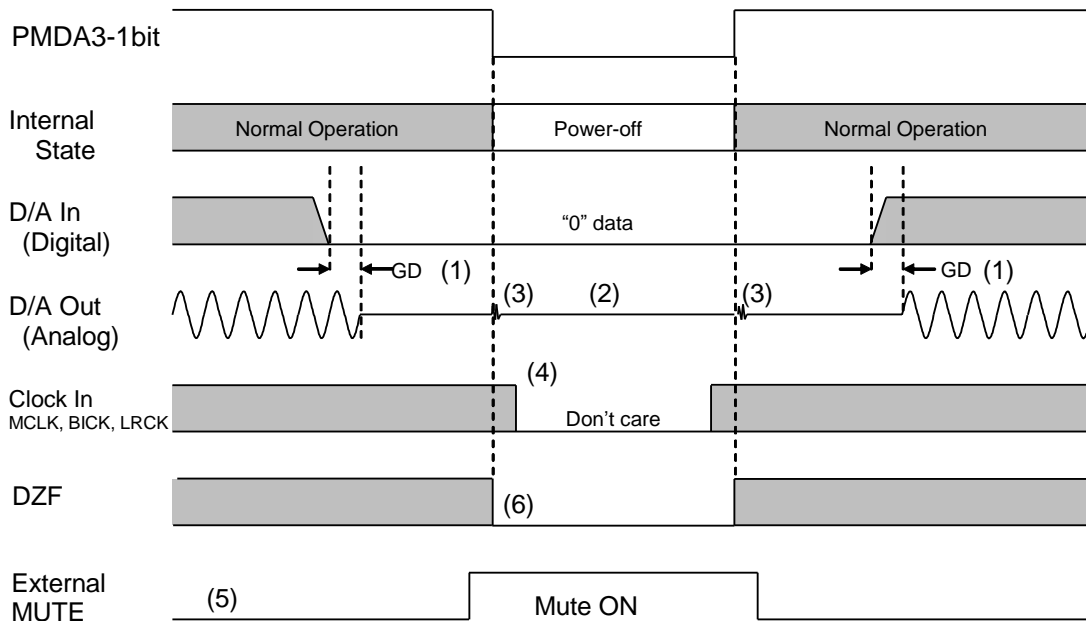 PMDA3-1bit
Internal
State
Normal Operation
Power-off
Normal Operation
D/A In
(Digital)
“0” data
GD (1)
GD (1)
D/A Out
(Analog)
(3)
(2)
(3)
Clock In
MCLK, BICK, LRCK
(4)
Don’t care
DZF
(6)
External
MUTE
(5)
Mute ON